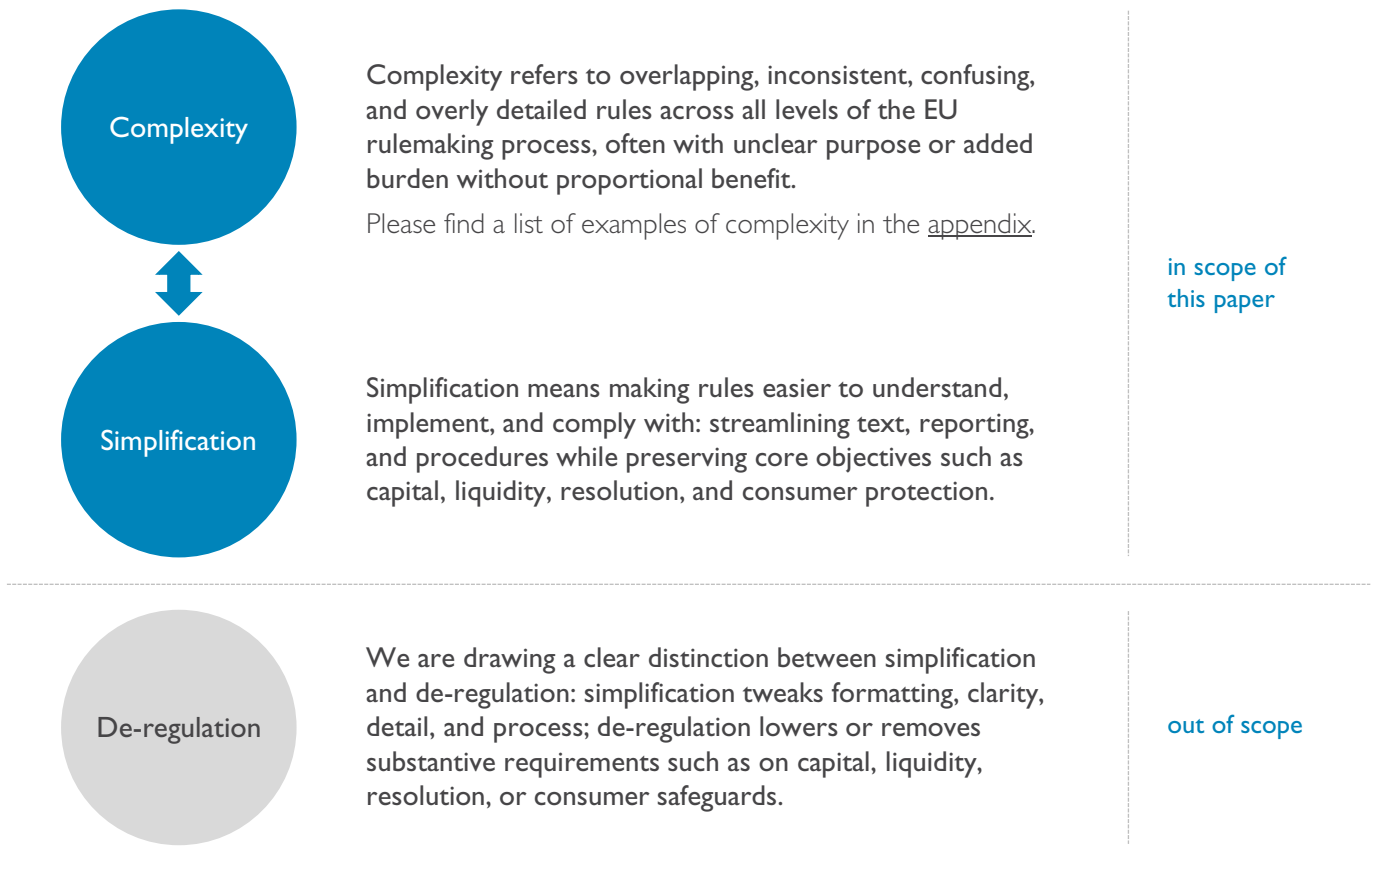 Complexity
Complexity refers to overlapping, inconsistent, confusing,
and overly detailed rules across all levels of the EU
rulemaking process, often with unclear purpose or added
burden without proportional benefit.
Please find a list of examples of complexity in the appendix.
in scope of
this paper
Simplification
Simplification means making rules easier to understand,
implement, and comply with: streamlining text, reporting,
and procedures while preserving core objectives such as
capital, liquidity, resolution, and consumer protection.
De-regulation
We are drawing a clear distinction between simplification
and de-regulation: simplification tweaks formatting, clarity,
detail, and process; de-regulation lowers or removes
substantive requirements such as on capital, liquidity,
resolution, or consumer safeguards.
out of scope